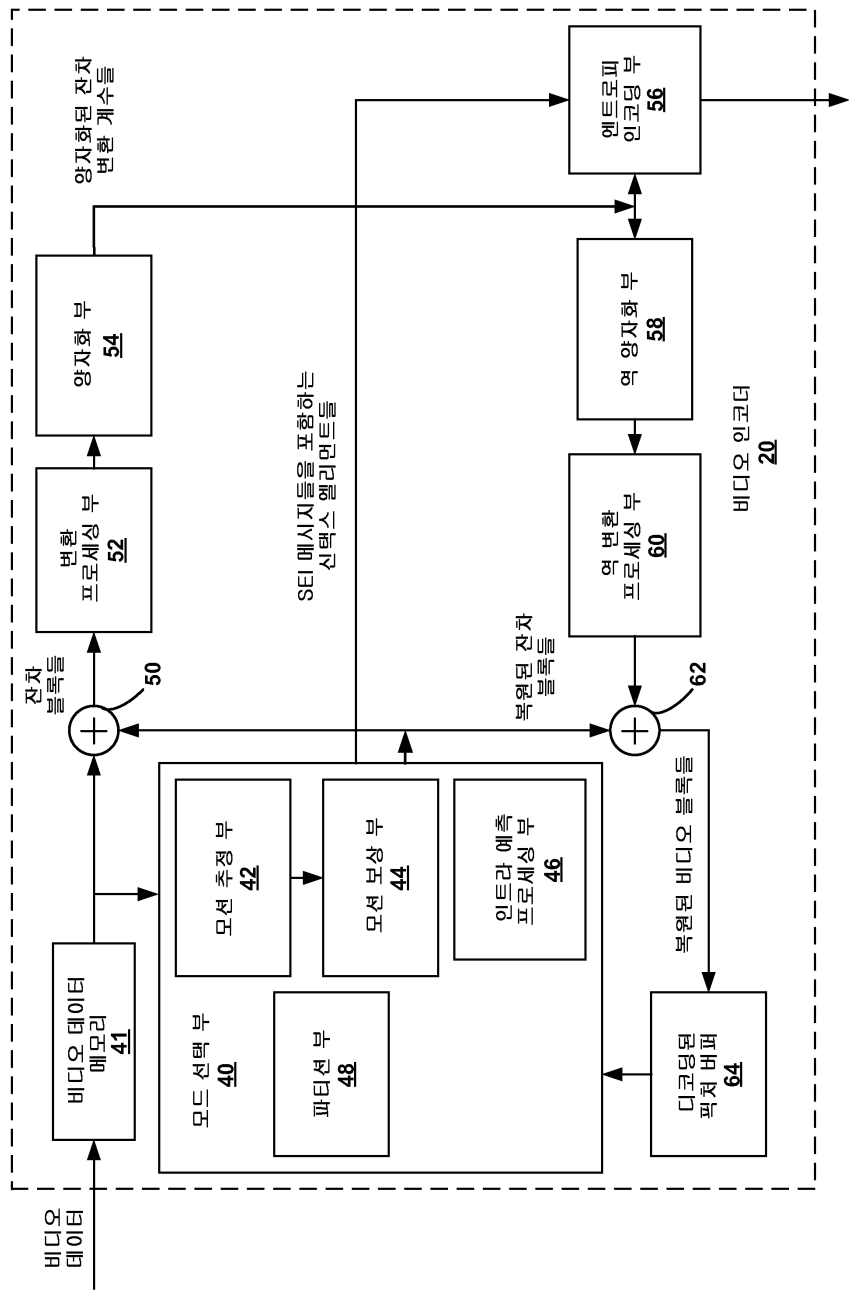 비디오
데이터
비디오 데이터
메모리
41
잔차
블록들
50
변환
프로세싱 부
52
양자화 부
54
양자화된 잔차
변환 계수들
모드 선택 부
40
모션 추정 부
42
모션 보상 부
44
인트라 예측
프로세싱 부
46
파티션 부
48
SEI 메시지들을 포함하는
신택스 엘리먼트들
엔트로피
인코딩 부
56
역 양자화 부
58
역 변환
프로세싱 부
60
복원된 잔차
블록들
62
복원된 비디오 블록들
디코딩된
픽처 버퍼
64
비디오 인코더
20